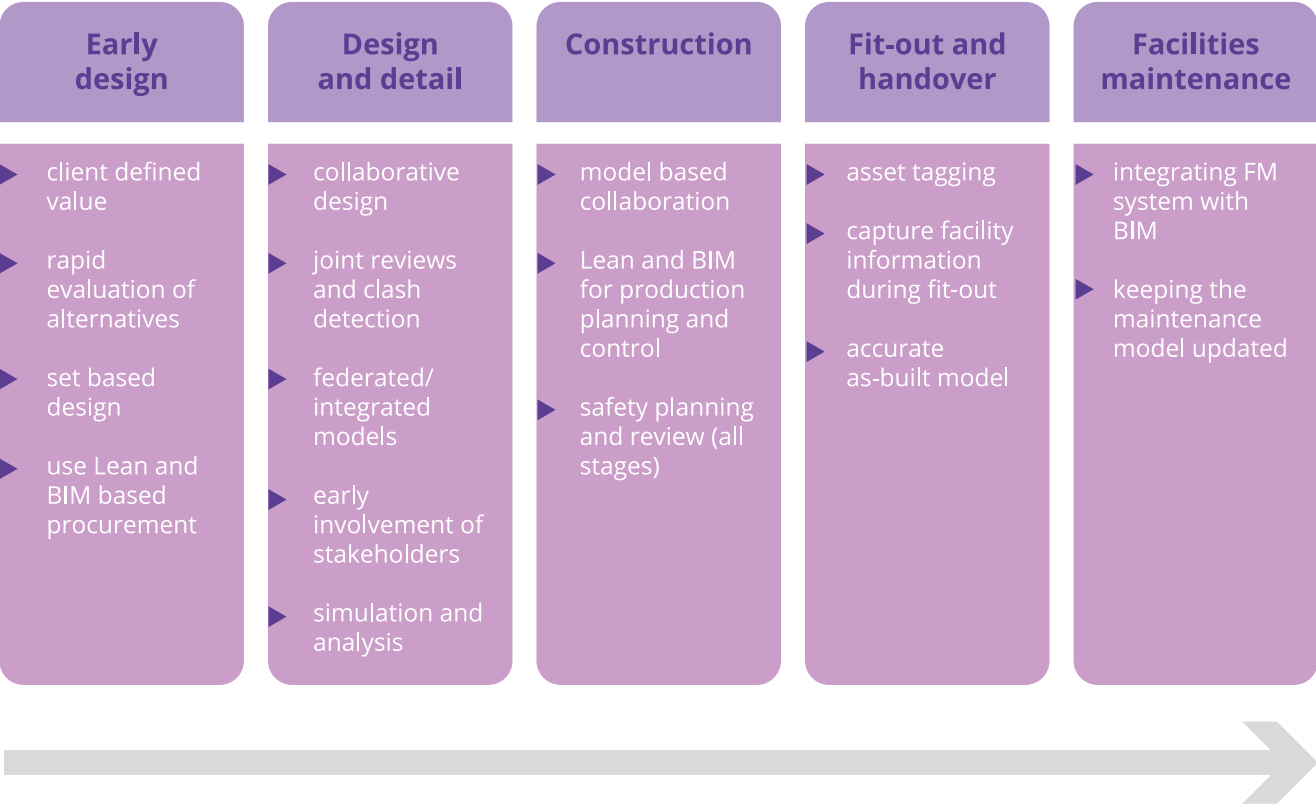 Early
design
client defined
value
rapid
evaluation of
alternatives
set based
design
use Lean and
BIM based
procurement
Design
and detail
collaborative
design
joint reviews
and clash
detection
federated/
integrated
models
early
involvement of
stakeholders
simulation and
analysis
Construction
model based
collaboration
Lean and BIM
for production
planning and
control
safety planning
and review (all
stages)
Fit-out and
handover
asset tagging
capture facility
information
during fit-out
accurate
as-built model
Facilities
maintenance
integrating FM
system with
BIM
keeping the
maintenance
model updated